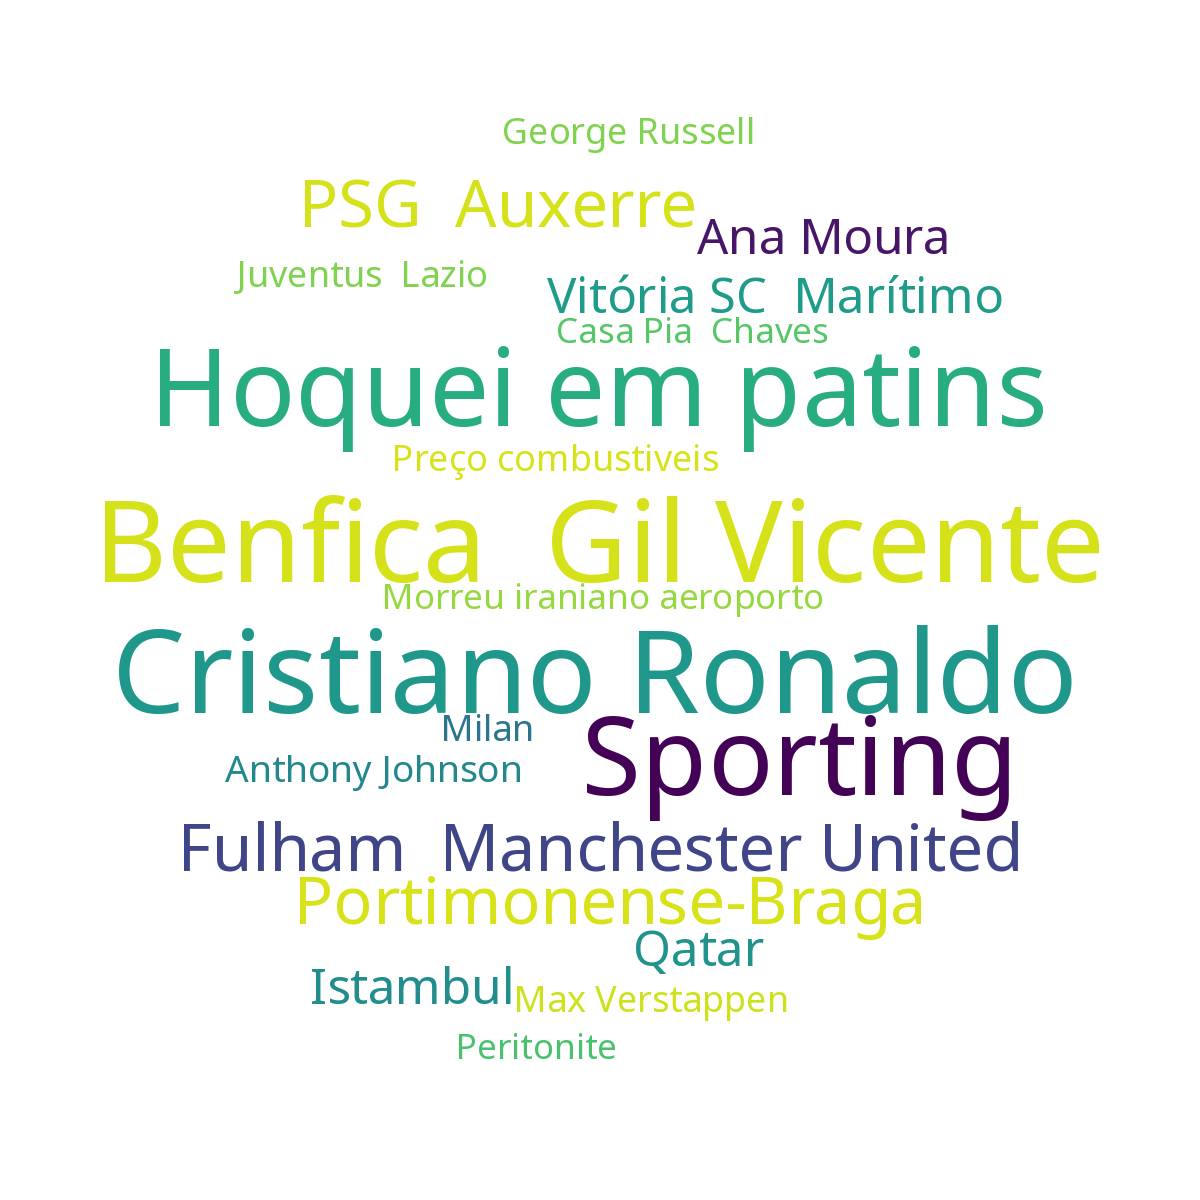 George Russell
PSG  Auxerre
Ana Moura
Juventus  Lazio
Vitória SC  Marítimo
Casa Pia  Chaves
Hoquei em patins
Preço combustiveis
Benfica  Gil Vicente
Morreu iraniano aeroporto
Cristiano Ronaldo
Milan
Sporting
Anthony Johnson
Fulham  Manchester United
Portimonense-Braga
Qatar
Istambul
Max Verstappen
Peritonite